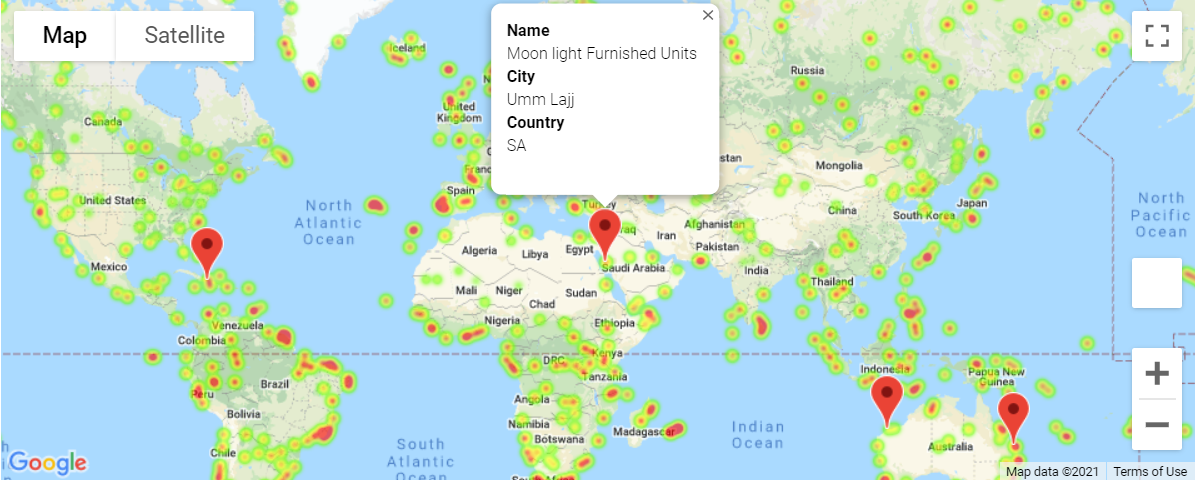 Map
Satellite
Name
Moon light Furnished Units
City
Umm Lajj
Country
SA
Iceland
Russia
Canada
United
Kingdom
Mongolia
Spain
United States
Turkey
Afghanistan
China
South Korea
Japan
North
Atlantic
Ocean
North
Pacific
Ocean
Iraq
Iran
Pakistan
Algeria
Libya
Egypt
Saudi Arabia
Mexico
India
Thailand
Mali
Niger
Chad
Sudan
Nigeria
Ethiopia
Venezuela
Colombia
DRC
Kenya
Tanzania
Indonesia
Papua New
Guinea
Brazil
Peru
Angola
Bolivia
Namibia
Botswana
Madagascar
Indian
Ocean
Australia
Chile
South
Atlantic
Ocean
Google
Map data ©2021
Terms of Use